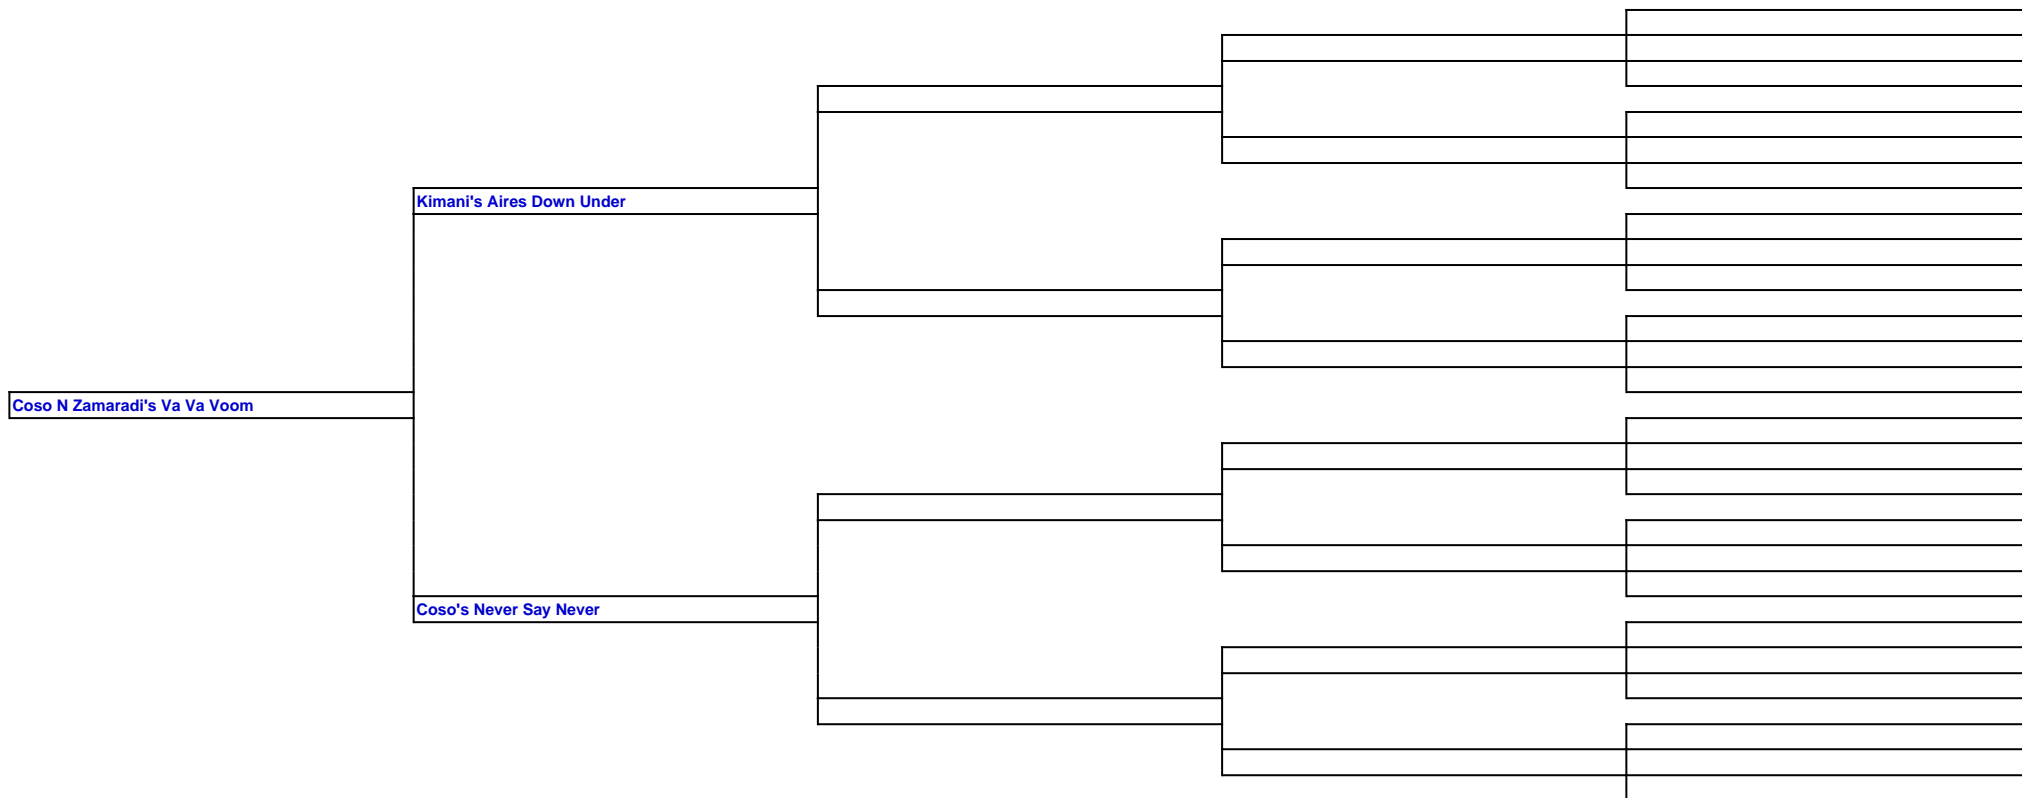 Kimani's Aires Down Under
Coso N Zamaradi's Va Va Voom
Coso's Never Say Never